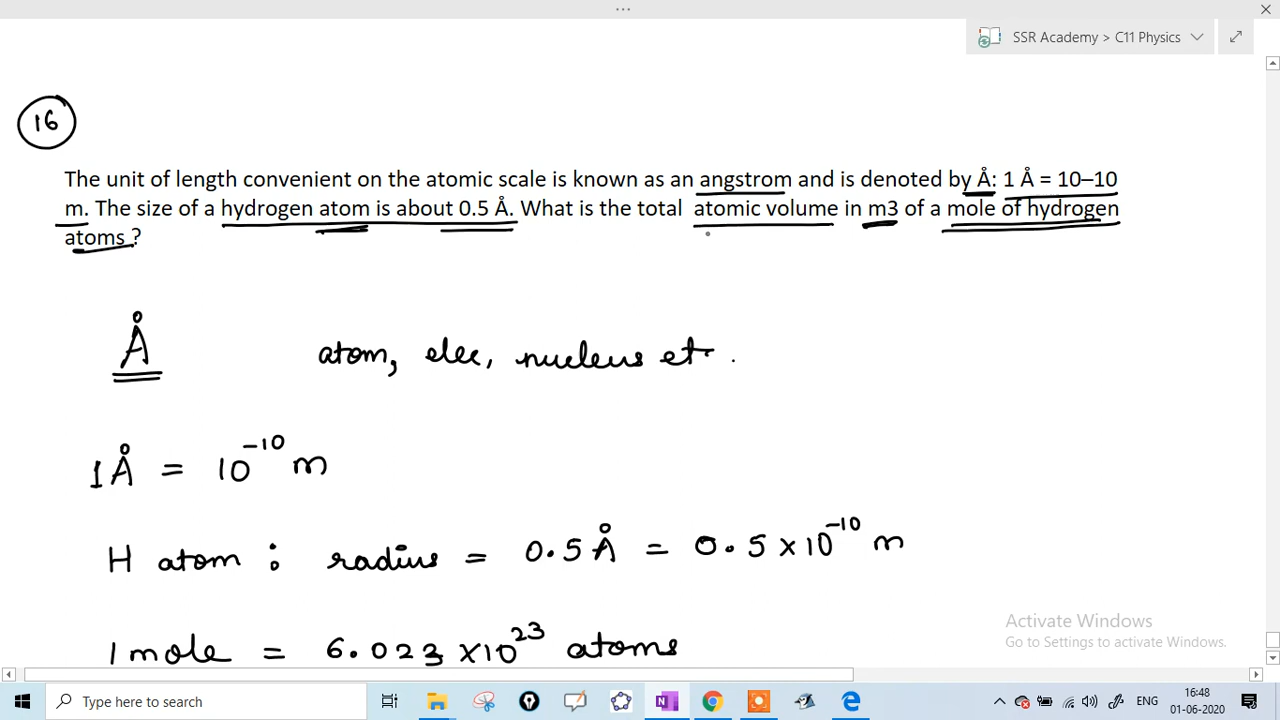 ...
SSR Academy > C11 Physics
16
The unit of length convenient on the atomic scale is known as an angstrom and is denoted by Å: 1 Å = 10–10
m. The size of a hydrogen atom is about 0.5 Å. What is the total atomic volume in m3 of a mole of hydrogen
atoms ?
Å atom, elec, nucleus etc.
1Å = 10⁻¹⁰ m
H atom : radius = 0.5Å = 0.5 × 10⁻¹⁰ m
1 mole = 6.023 × 10²³ atoms
Activate Windows
Go to Settings to activate Windows.
Type here to search
N
ENG
16:48
01-06-2020